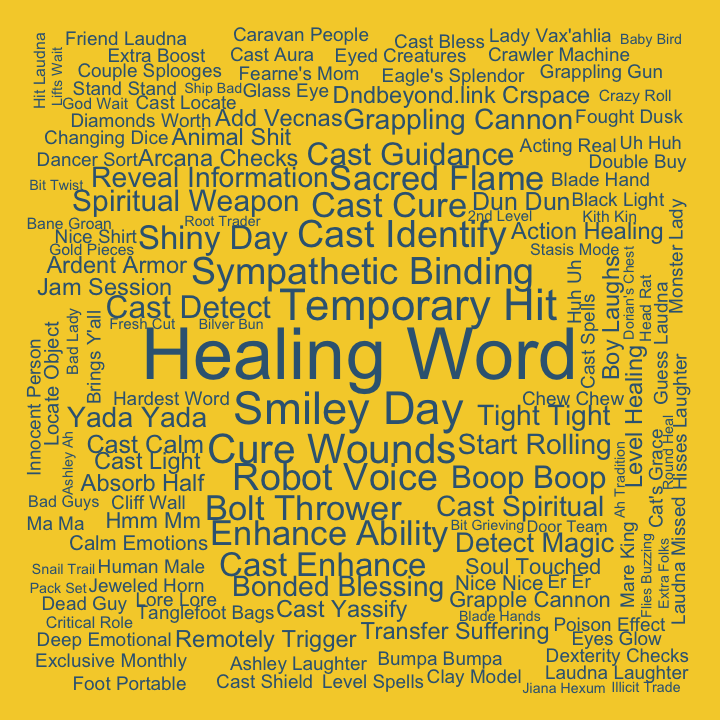 Friend Laudna
Caravan People
Cast Bless
Lady Vax'ahlia
Baby Bird
Hit Laudna
Lifts Wait
Extra Boost
Cast Aura
Eyed Creatures
Crawler Machine
Couple Splooges
Fearne's Mom
Eagle's Splendor
Grappling Gun
Stand Stand
Ship Bad
Glass Eye
Dndbeyond.link Crspace
Crazy Roll
God Wait
Cast Locate
Diamonds Worth
Add Vecnas
Grappling Cannon
Fought Dusk
Changing Dice
Animal Shit
Acting Real
Uh Huh
Dancer Sort
Arcana Checks
Cast Guidance
Double Buy
Bit Twist
Reveal Information
Sacred Flame
Blade Hand
Spiritual Weapon
Cast Cure
Dun Dun
Black Light
Bane Groan
Root Trader
2nd Level
Kith Kin
Nice Shirt
Shiny Day
Cast Identify
Action Healing
Monster Lady
Gold Pieces
Stasis Mode
Ardent Armor
Sympathetic Binding
Huh Uh
Boy Laughs
Dorian's Chest
Head Rat
Guess Laudna
Jam Session
Cast Detect
Temporary Hit
Cast Spells
Fresh Cut
Bilver Bun
Innocent Person
Locate Object
Bad Lady
Brings Y'all
Healing Word
Level Healing
Hisses Laughter
Hardest Word
Smiley Day
Chew Chew
Yada Yada
Tight Tight
Ashley Ah
Cast Calm
Cure Wounds
Start Rolling
Cat's Grace
Round Heal
Cast Light
Absorb Half
Robot Voice
Boop Boop
Ah Tradition
Laudna Missed
Bad Guys
Cliff Wall
Bolt Thrower
Cast Spiritual
Ma Ma
Hmm Mm
Enhance Ability
Bit Grieving
Door Team
Calm Emotions
Detect Magic
Mare King
Flies Buzzing
Extra Folks
Snail Trail
Human Male
Cast Enhance
Soul Touched
Pack Set
Jeweled Horn
Bonded Blessing
Nice Nice
Er Er
Dead Guy
Lore Lore
Tanglefoot Bags
Cast Yassify
Grapple Cannon
Critical Role
Blade Hands
Poison Effect
Deep Emotional
Remotely Trigger
Transfer Suffering
Eyes Glow
Exclusive Monthly
Ashley Laughter
Bumpa Bumpa
Dexterity Checks
Foot Portable
Cast Shield
Level Spells
Clay Model
Laudna Laughter
Jiana Hexum
Illicit Trade